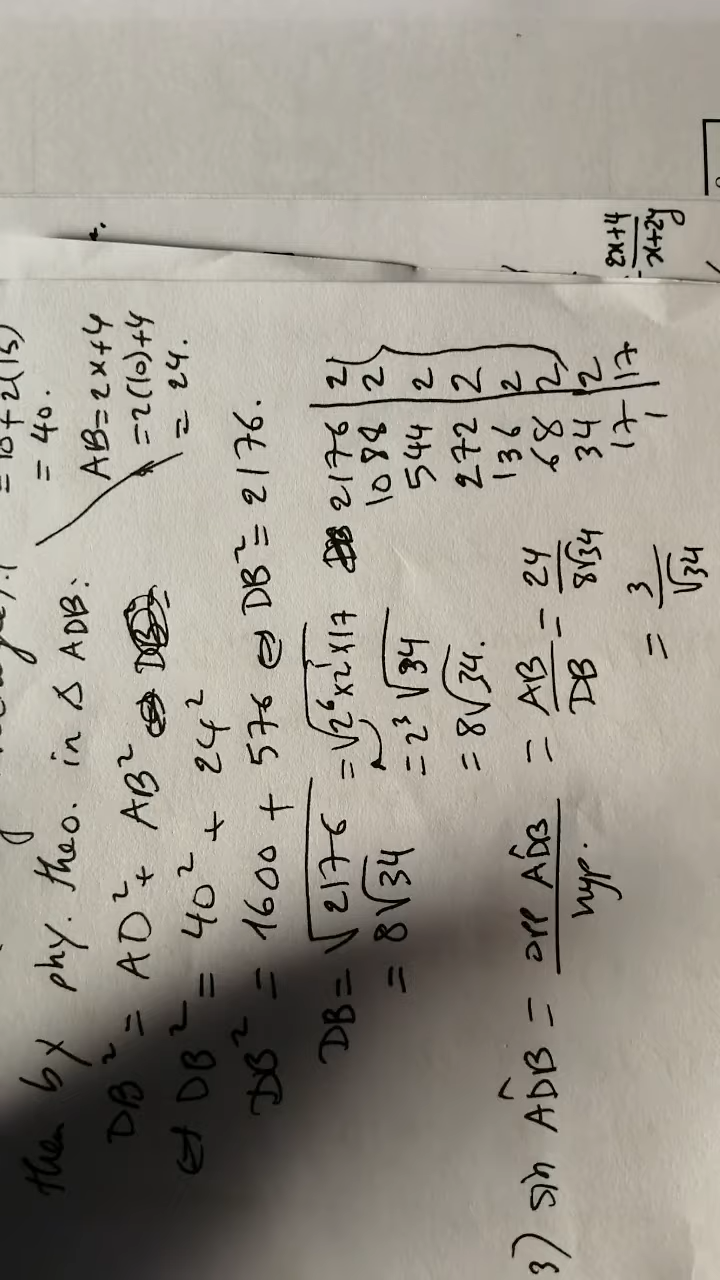 = 10 + 2(15)
= 40.
AB = 2x+4
= 2(10)+4
= 24.
then by phy. theo. in Δ ADB:
DB² = AD² + AB²
⇔ DB² = 40² + 24²
DB² = 1600 + 576 ⇔ DB² = 2176.
DB = √2176 = √2⁶×2¹×17
= 8√34 = 2³√34
= 8√34.
2176 | 2
1088 | 2
544 | 2
272 | 2
136 | 2
68 | 2
34 | 2
17 | 17
1
3) sin AD̂B = opp AD̂B / hyp. = AB / DB = 24 / 8√34
= 3 / √34
2x+4 / x+2y